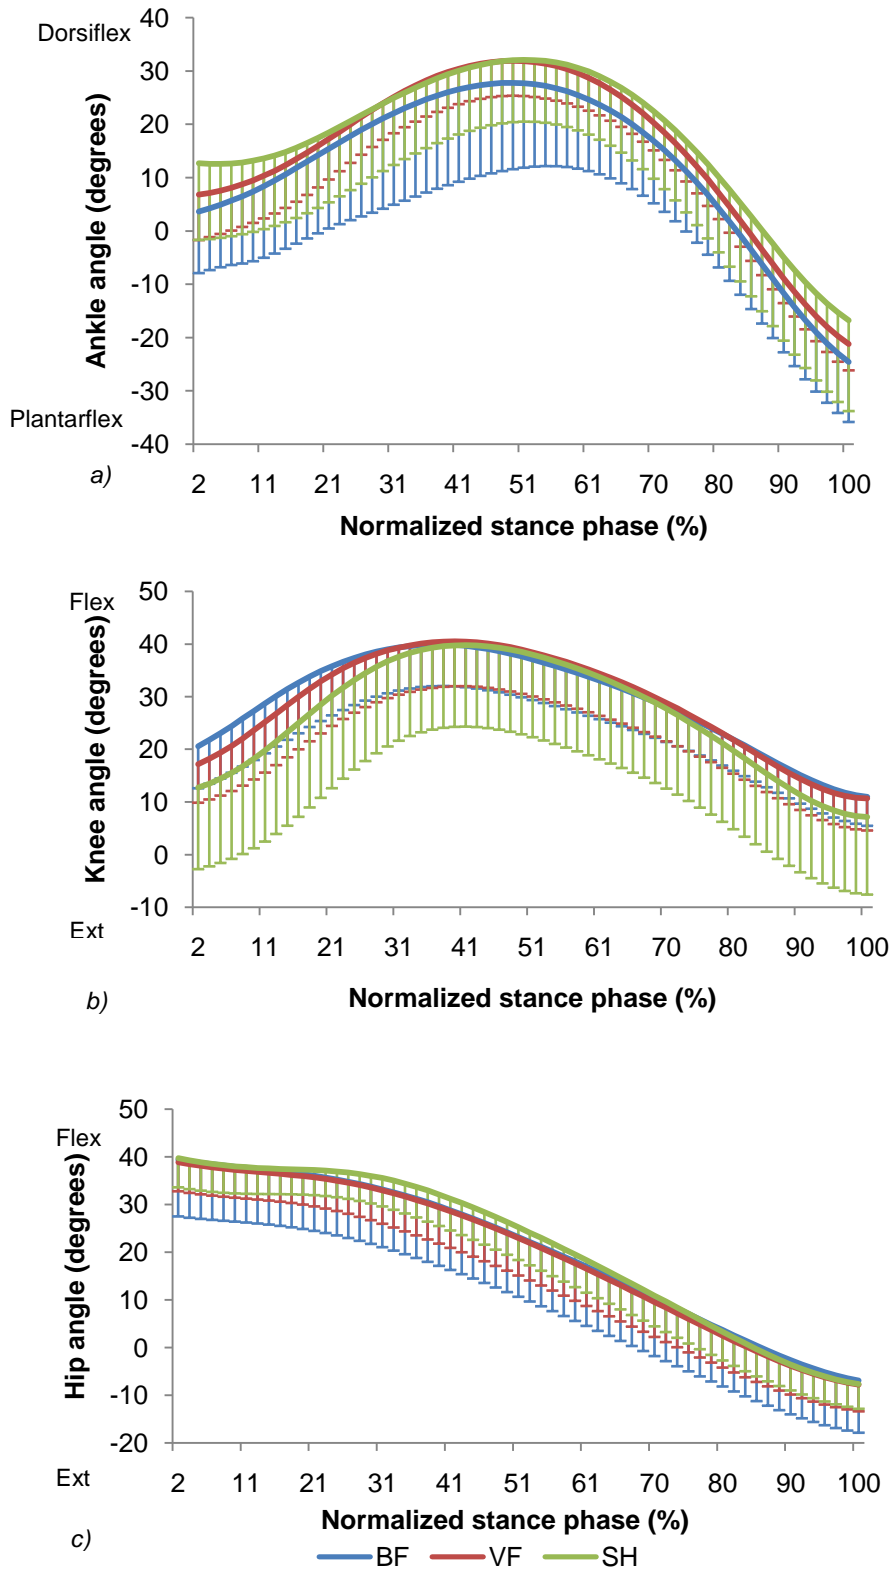 Dorsiflex
Ankle angle (degrees)
Plantarflex
40
30
20
10
0
-10
-20
-30
-40
2 11 21 31 41 51 61 70 80 90 100
a)
Normalized stance phase (%)
Flex
Knee angle (degrees)
Ext
50
40
30
20
10
0
-10
2 11 21 31 41 51 61 70 80 90 100
b)
Normalized stance phase (%)
Flex
Hip angle (degrees)
Ext
50
40
30
20
10
0
-10
-20
2 11 21 31 41 51 61 70 80 90 100
Normalized stance phase (%)
c)
BF VF SH